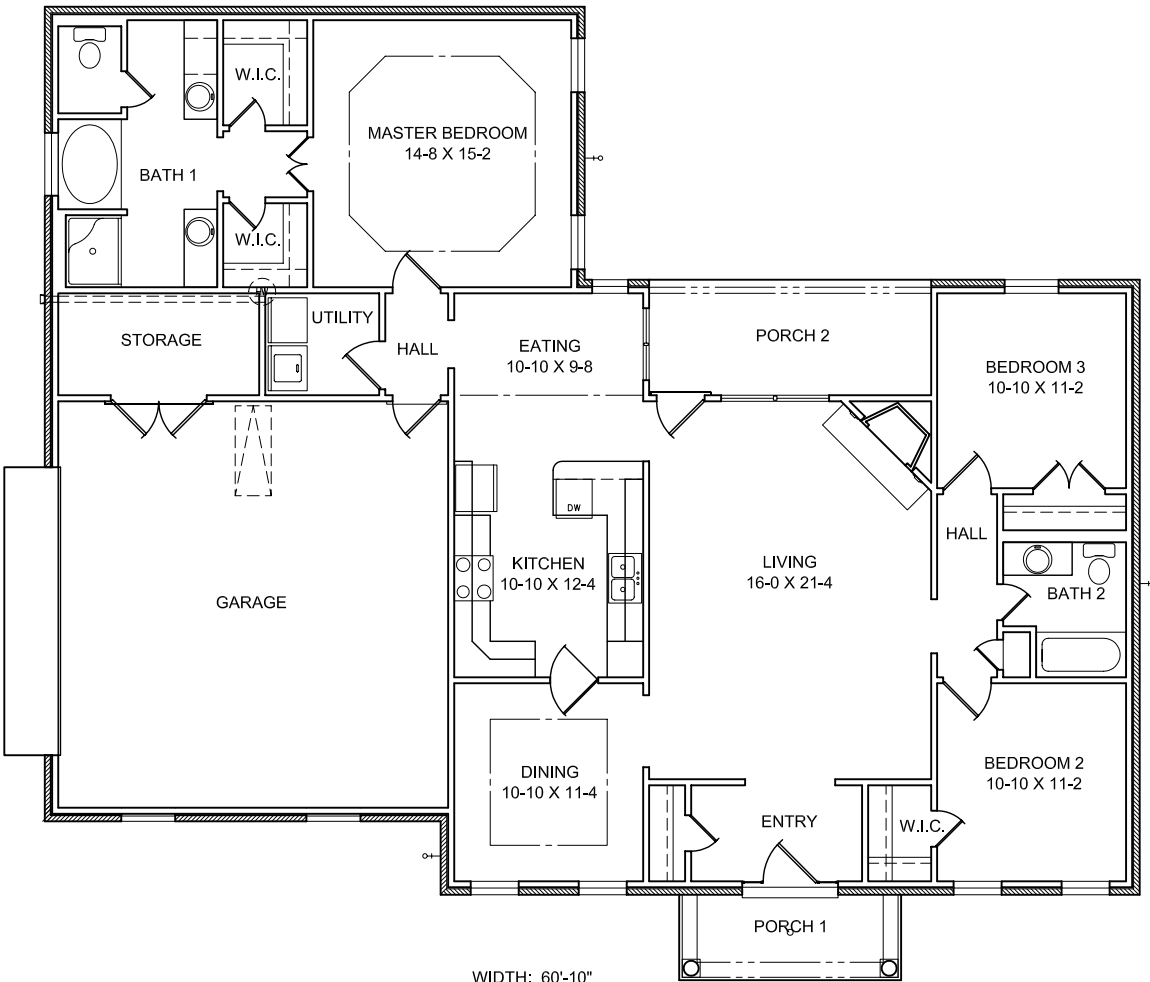 W.I.C.
MASTER BEDROOM
14-8 X 15-2
BATH 1
W.I.C.
UTILITY
STORAGE
HALL
EATING
10-10 X 9-8
PORCH 2
BEDROOM 3
10-10 X 11-2
DW
HALL
KITCHEN
10-10 X 12-4
LIVING
16-0 X 21-4
BATH 2
GARAGE
DINING
10-10 X 11-4
BEDROOM 2
10-10 X 11-2
ENTRY
W.I.C.
PORCH 1
WIDTH: 60'-10"